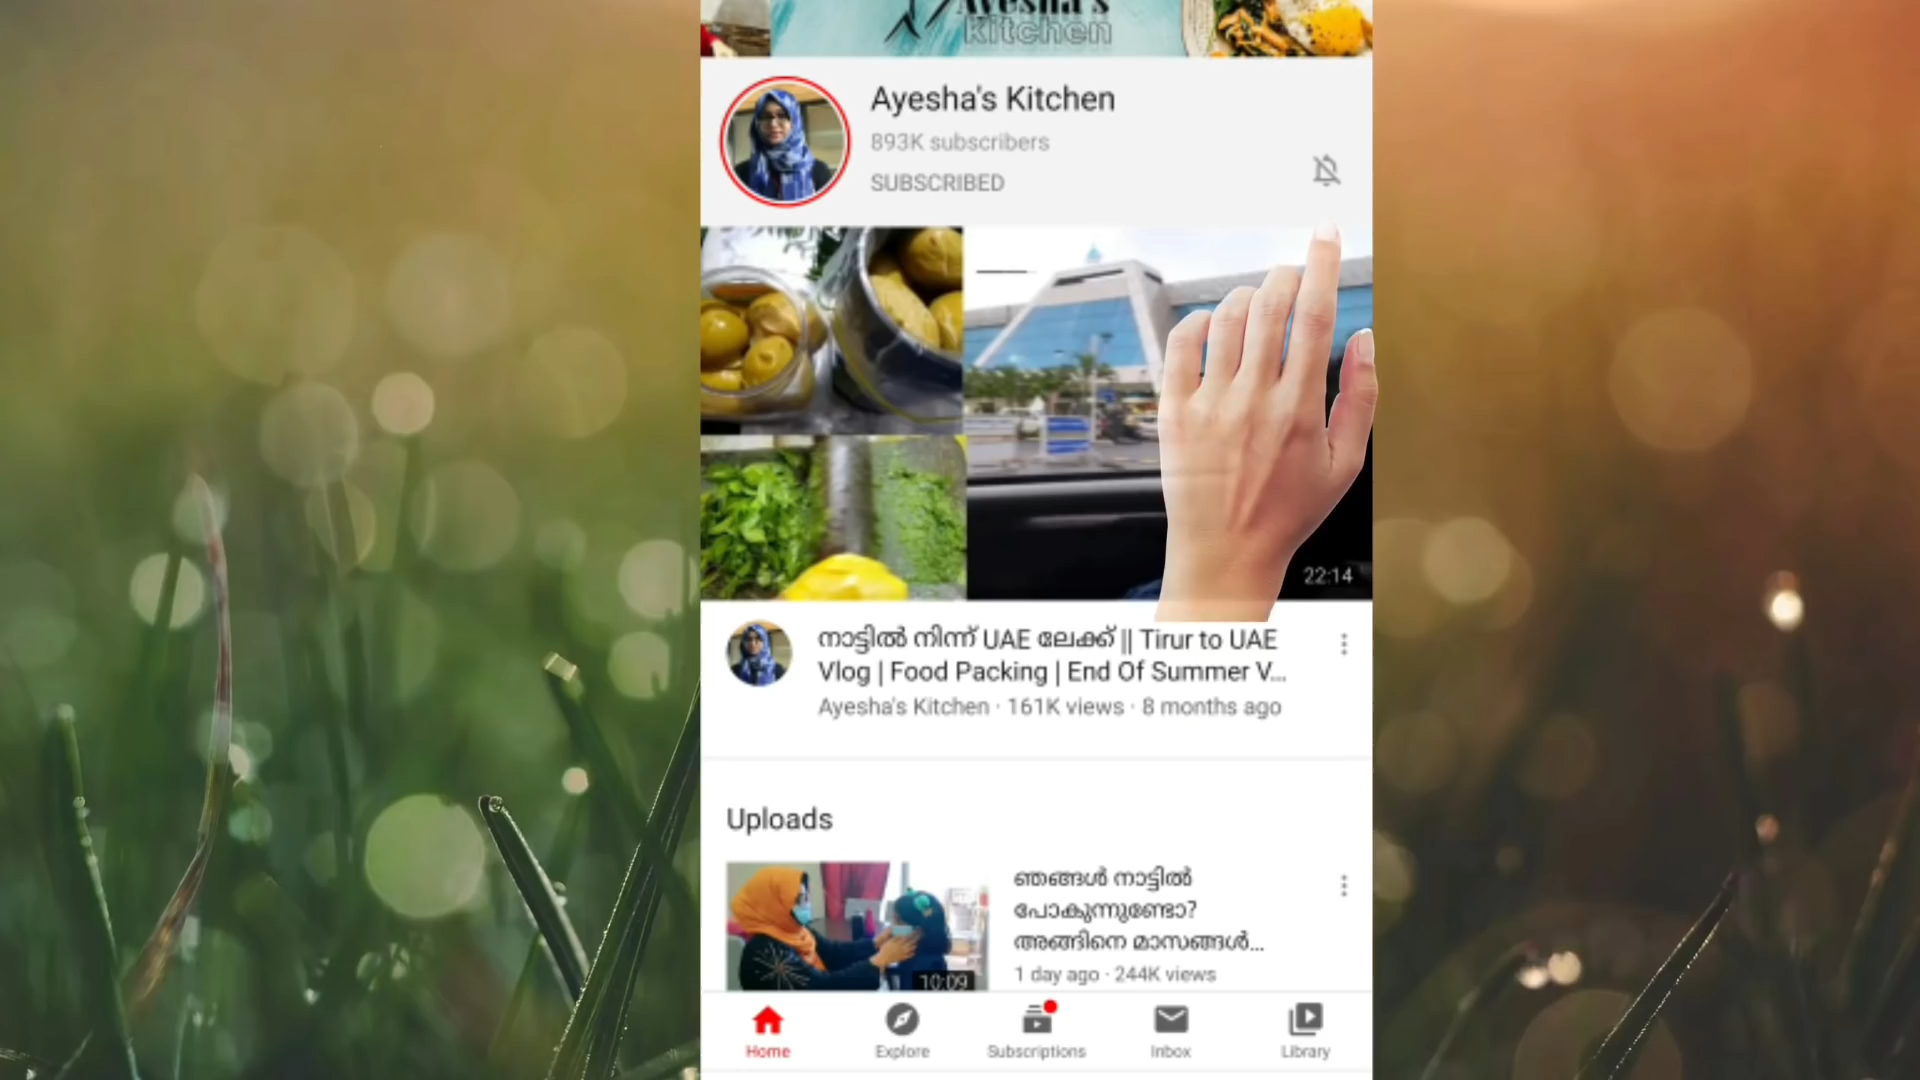 Ayesha's
Kitchen
Ayesha's Kitchen
893K subscribers
SUBSCRIBED
22:14
നാട്ടിൽ നിന്ന് UAE ലേക്ക് || Tirur to UAE
Vlog | Food Packing | End Of Summer V...
Ayesha's Kitchen · 161K views · 8 months ago
Uploads
ഞങ്ങൾ നാട്ടിൽ
പോകുന്നുണ്ടോ?
അങ്ങിനെ മാസങ്ങൾ...
1 day ago · 244K views
10:09
Home
Explore
Subscriptions
Inbox
Library